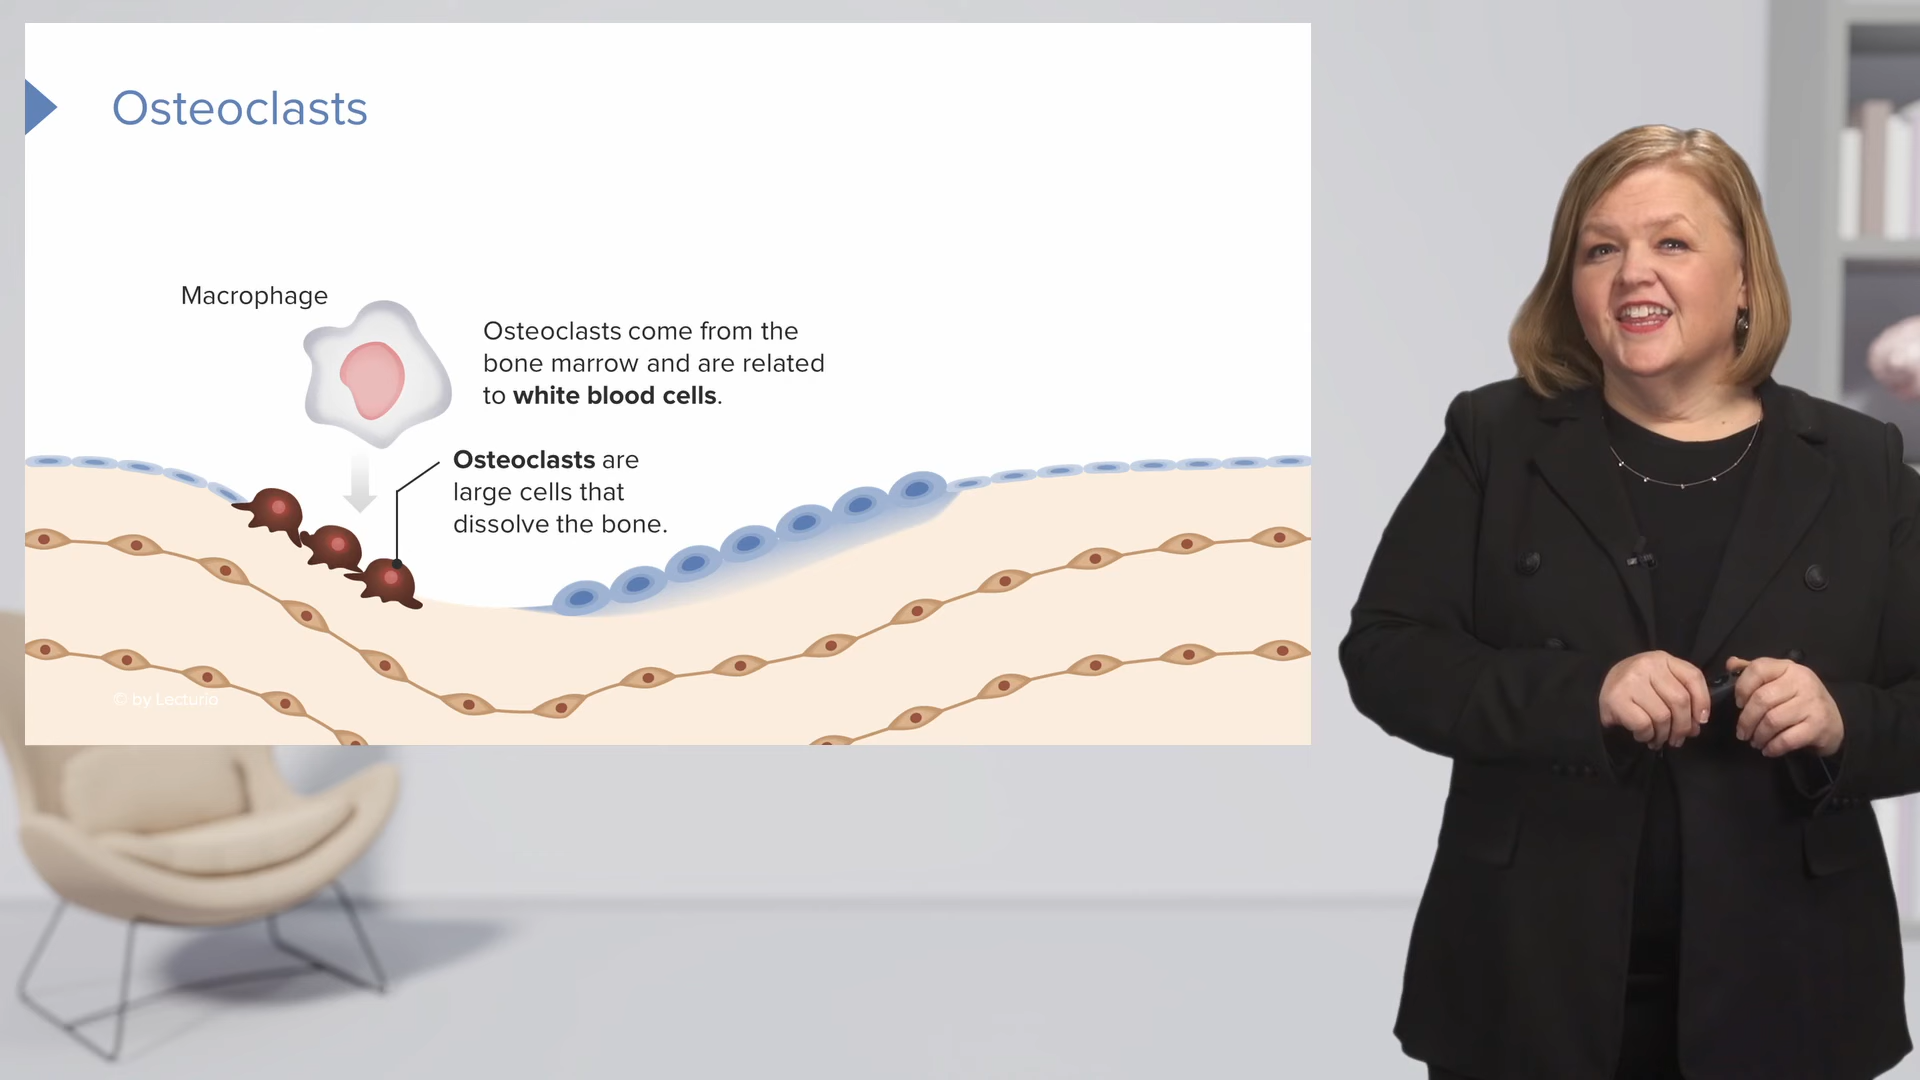 Osteoclasts
Macrophage
Osteoclasts come from the
bone marrow and are related
to white blood cells.
Osteoclasts are
large cells that
dissolve the bone.
© by Lecturio